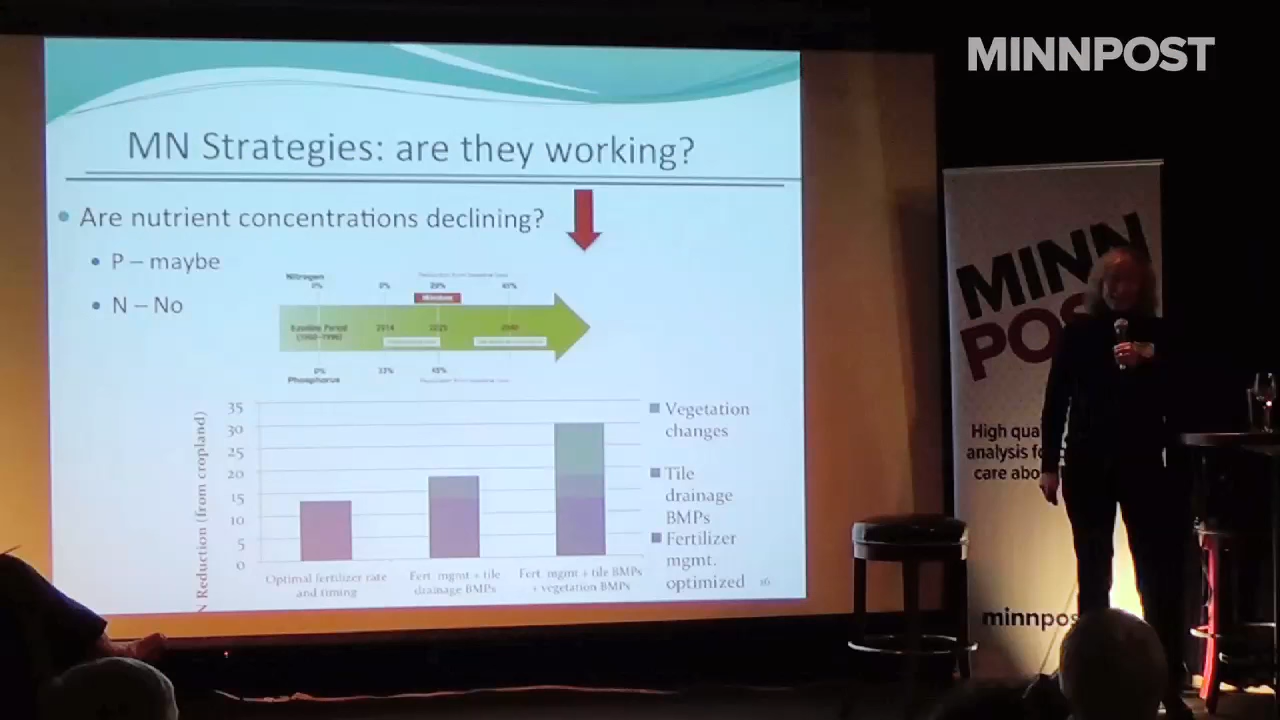 MINNPOST
MN Strategies: are they working?
Are nutrient concentrations declining?
P – maybe
N – No
Nitrogen
0%
0%
20%
45%
Milestone
Baseline Period
2014
2025
2040
0%
33%
45%
Phosphorus
N Reduction (from cropland)
35
30
25
20
15
10
5
0
Optimal fertilizer rate
and timing
Fert. mgmt + tile
drainage BMPs
Fert. mgmt + tile BMPs
+ vegetation BMPs
Vegetation
changes
Tile
drainage
BMPs
Fertilizer
mgmt.
optimized
16
MINN
POS
High qua
analysis fo
care abo
minnpos